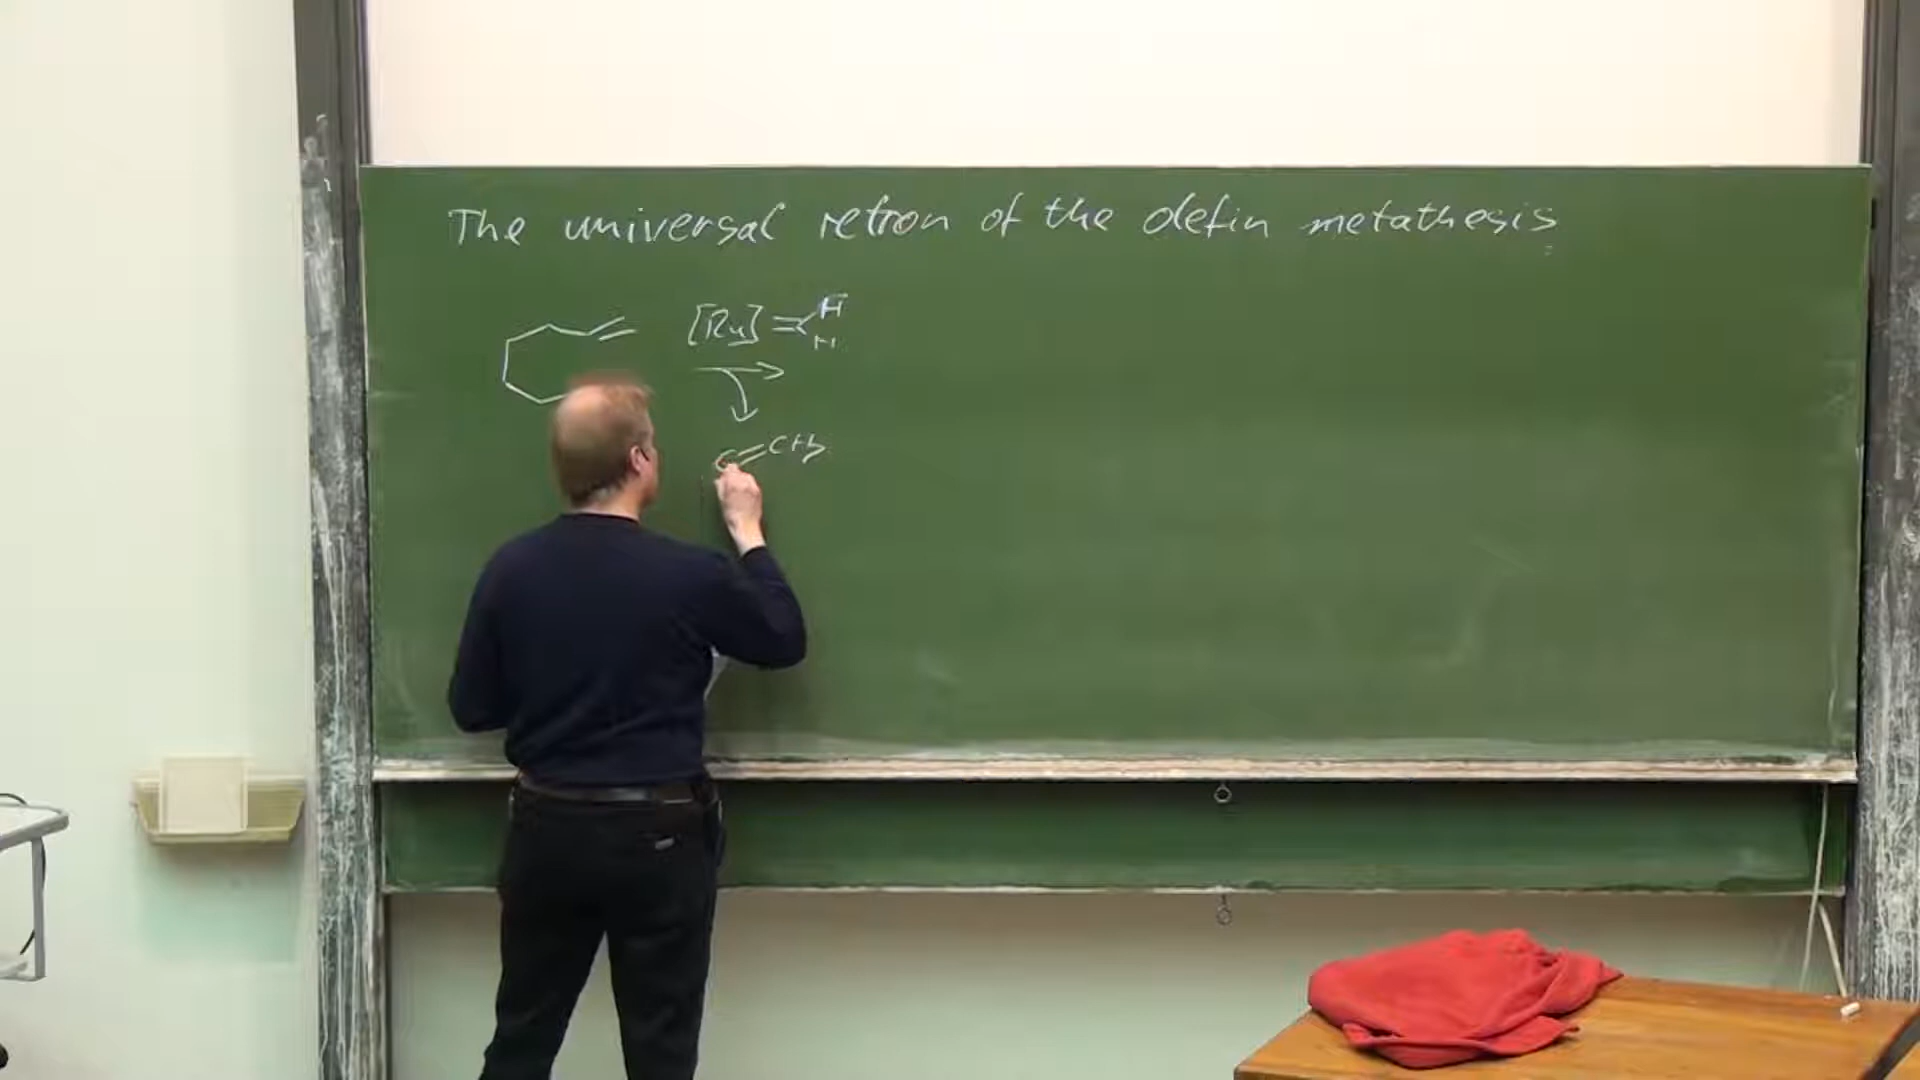 The universal retron of the olefin metathesis
[Ru]
H
H
CH2